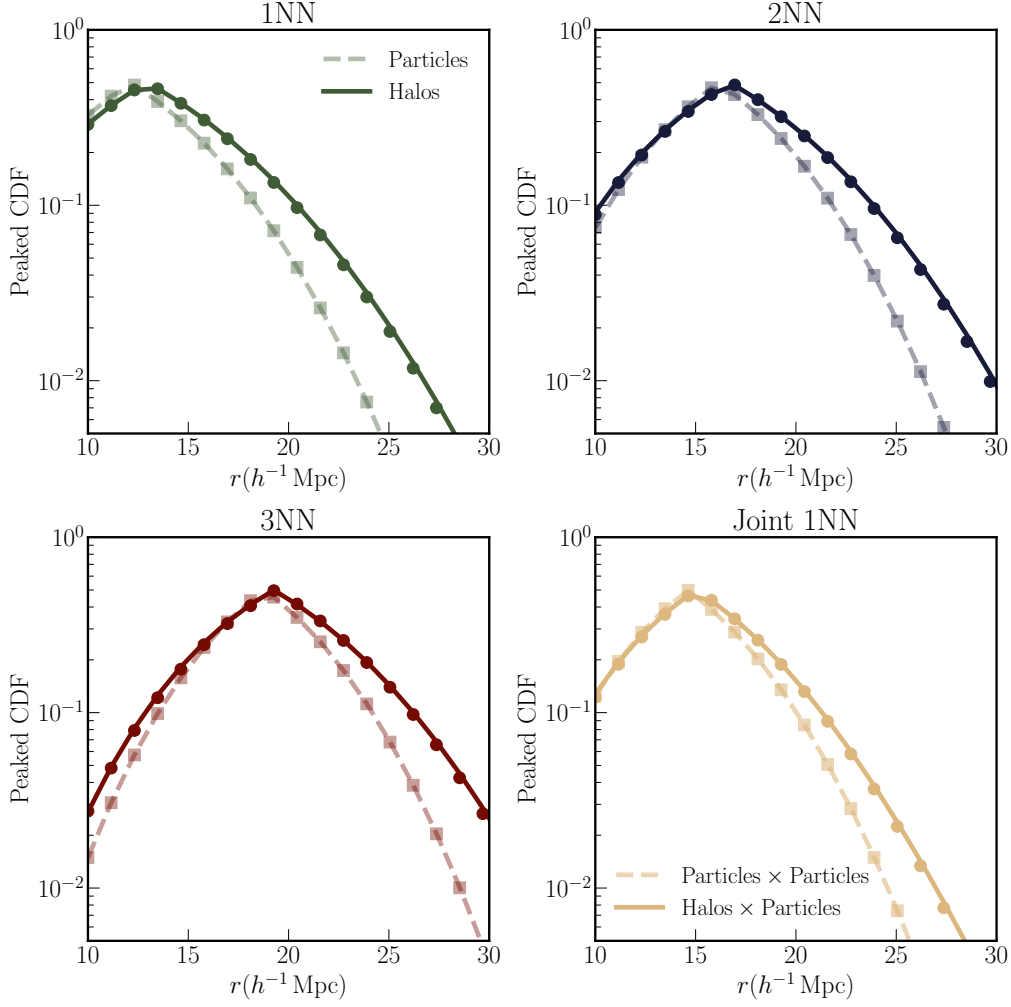 1NN
Particles
Halos
10^0
10^{-1}
10^{-2}
Peaked CDF
10 15 20 25 30
r(h^{-1} Mpc)
2NN
10^0
10^{-1}
10^{-2}
Peaked CDF
10 15 20 25 30
r(h^{-1} Mpc)
3NN
10^0
10^{-1}
10^{-2}
Peaked CDF
10 15 20 25 30
r(h^{-1} Mpc)
Joint 1NN
10^0
10^{-1}
10^{-2}
Peaked CDF
Particles × Particles
Halos × Particles
10 15 20 25 30
r(h^{-1} Mpc)